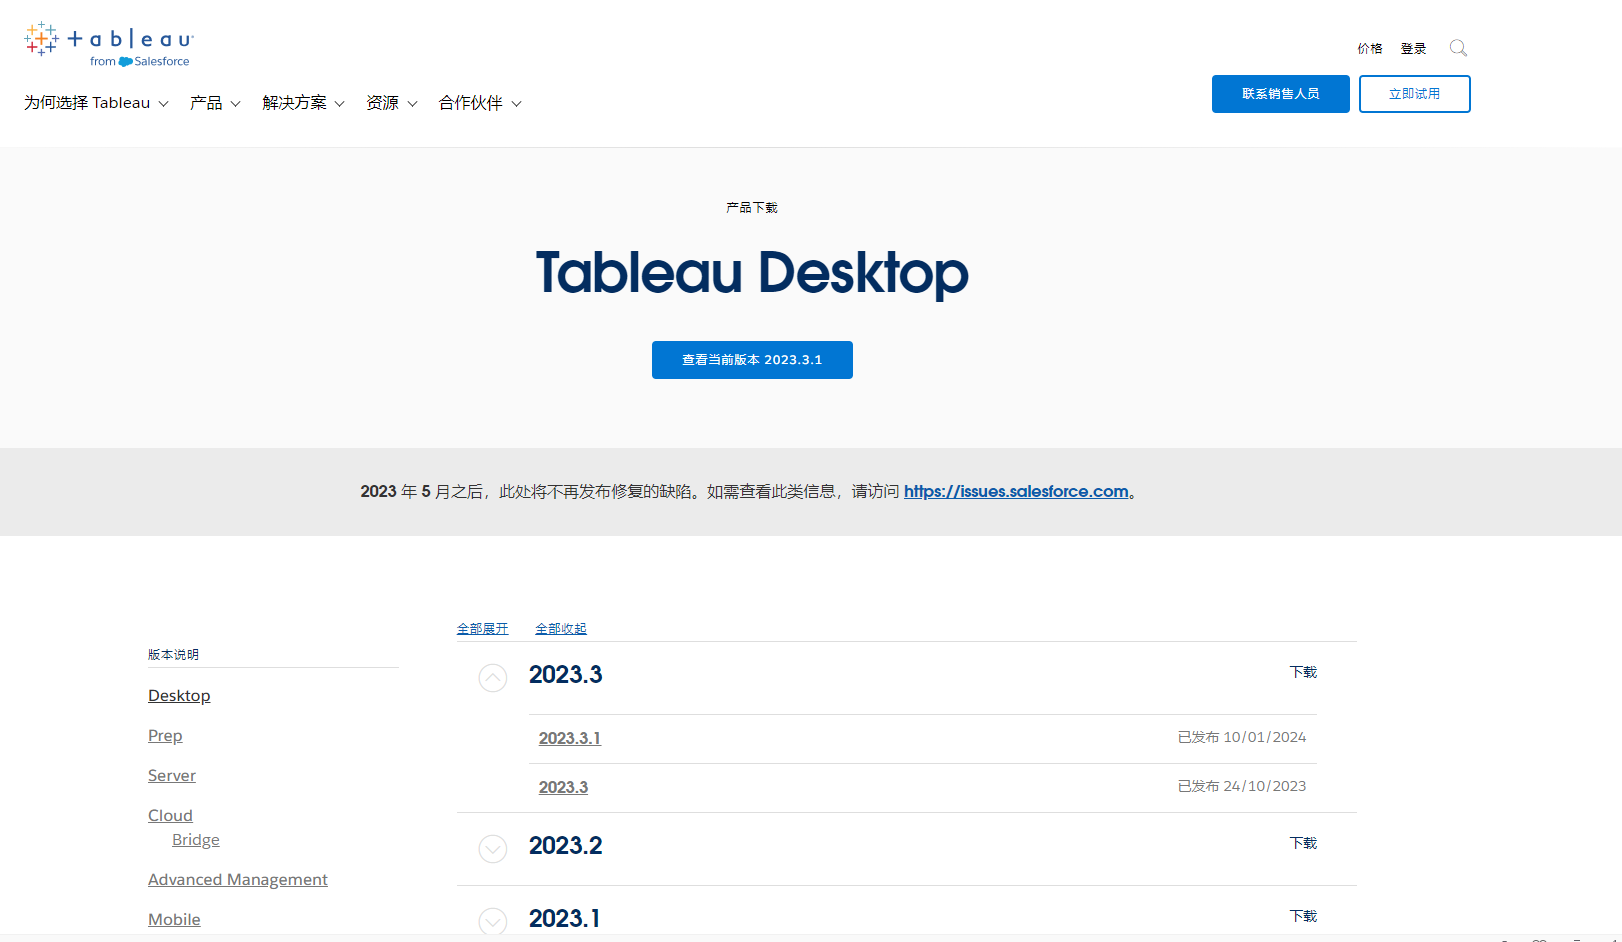 +ableau
from Salesforce
价格 登录
为何选择 Tableau 产品 解决方案 资源 合作伙伴
联系销售人员 立即试用
产品下载
Tableau Desktop
查看当前版本 2023.3.1
2023 年 5 月之后，此处将不再发布修复的缺陷。如需查看此类信息，请访问 https://issues.salesforce.com。
全部展开 全部收起
版本说明
Desktop
Prep
Server
Cloud
Bridge
Advanced Management
Mobile
2023.3 下载
2023.3.1 已发布 10/01/2024
2023.3 已发布 24/10/2023
2023.2 下载
2023.1 下载